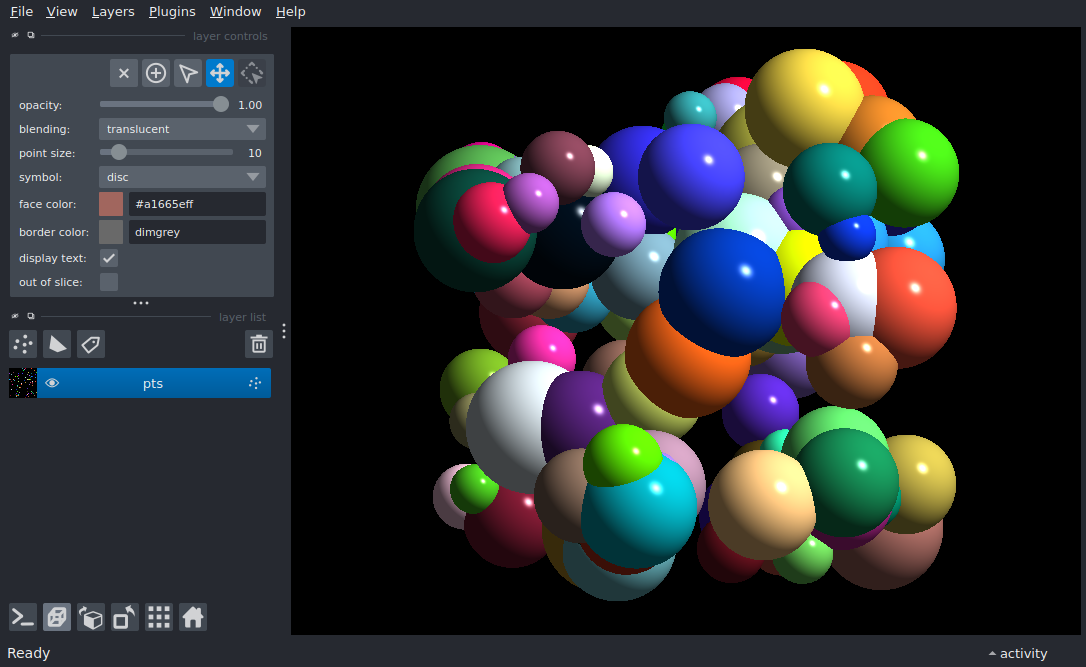 File View Layers Plugins Window Help
layer controls
opacity: 1.00
blending: translucent
point size: 10
symbol: disc
face color: #a1665eff
border color: dimgrey
display text:
out of slice:
layer list
pts
Ready
activity